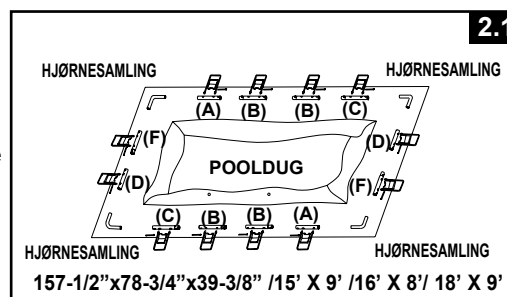 2.1
HJØRNESAMLING HJØRNESAMLING
(A) (B) (B) (C)
(F) (D)
POOLDUG
(D) (F)
(C) (B) (B) (A)
HJØRNESAMLING HJØRNESAMLING
157-1/2”x78-3/4”x39-3/8” /15’ X 9’ /16’ X 8’/ 18’ X 9’